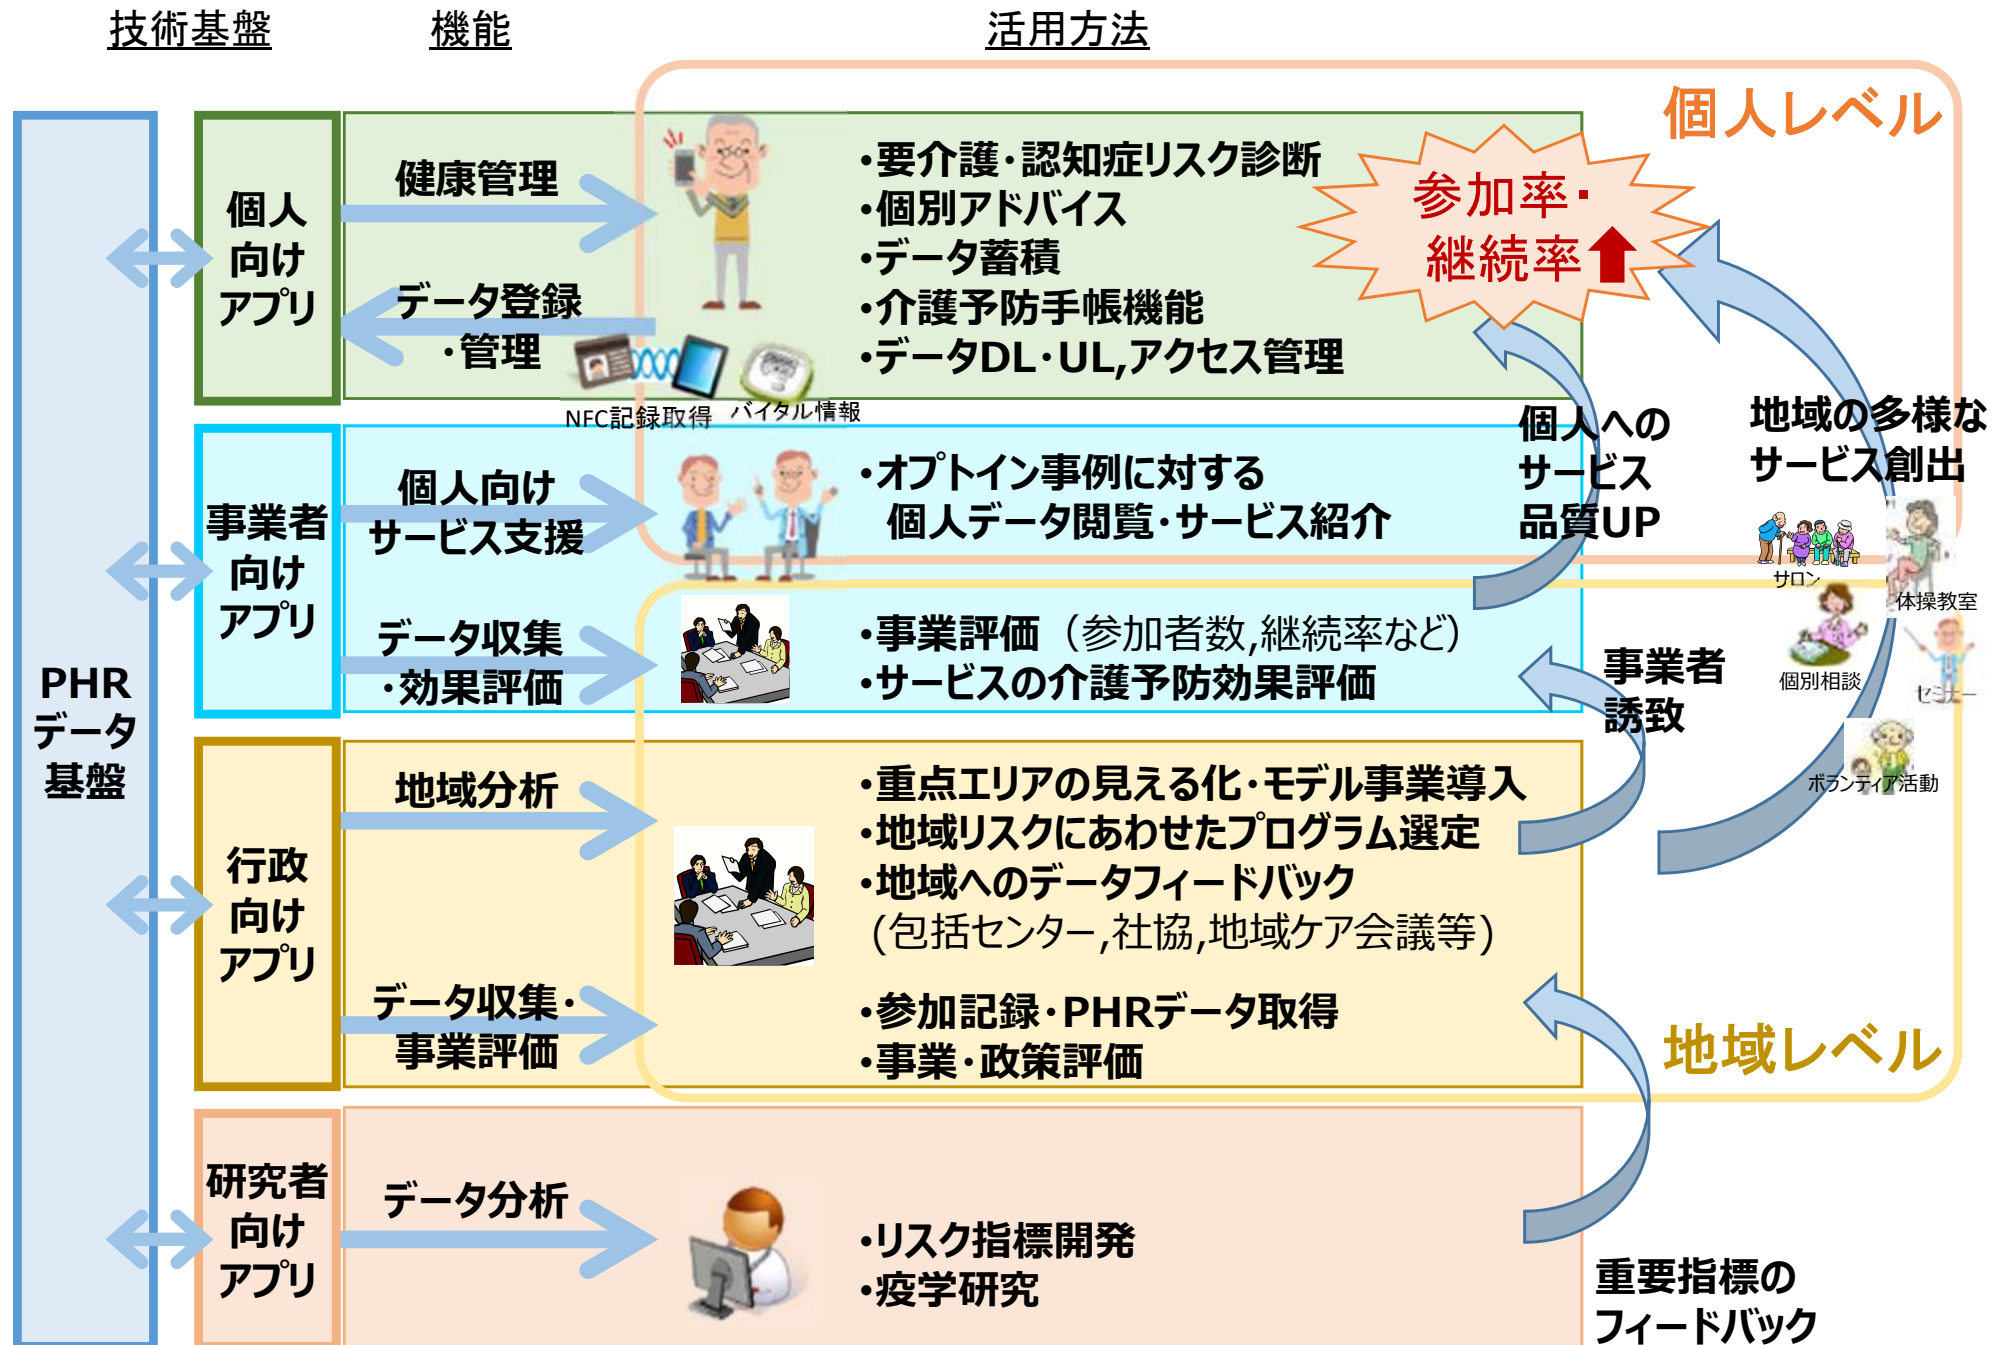 技術基盤
機能
活用方法
個人レベル
PHR
データ
基盤
個人
向け
アプリ
健康管理
データ登録
・管理
NFC記録取得
バイタル情報
・要介護・認知症リスク診断
・個別アドバイス
・データ蓄積
・介護予防手帳機能
・データDL・UL,アクセス管理
参加率・
継続率
事業者
向け
アプリ
個人向け
サービス支援
・オプトイン事例に対する
個人データ閲覧・サービス紹介
個人への
サービス
品質UP
地域の多様な
サービス創出
サロン
体操教室
個別相談
セミナー
ボランティア活動
データ収集
・効果評価
・事業評価（参加者数,継続率など）
・サービスの介護予防効果評価
事業者
誘致
行政
向け
アプリ
地域分析
・重点エリアの見える化・モデル事業導入
・地域リスクにあわせたプログラム選定
・地域へのデータフィードバック
(包括センター,社協,地域ケア会議等)
データ収集・
事業評価
・参加記録・PHRデータ取得
・事業・政策評価
地域レベル
研究者
向け
アプリ
データ分析
・リスク指標開発
・疫学研究
重要指標の
フィードバック